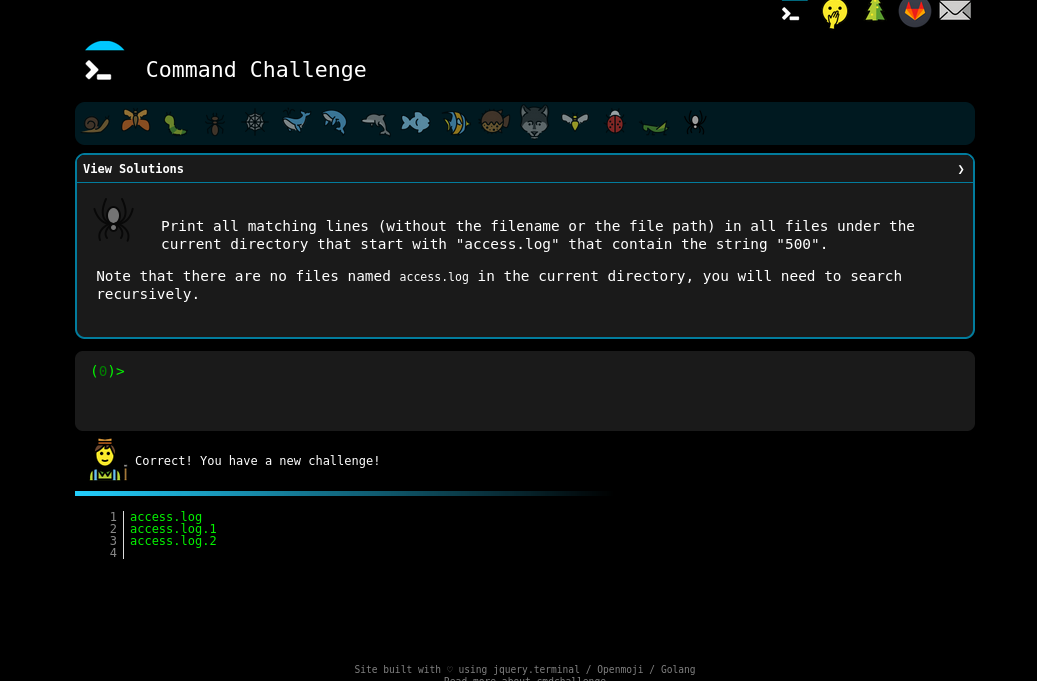 Command Challenge
View Solutions ❯
Print all matching lines (without the filename or the file path) in all files under the
current directory that start with "access.log" that contain the string "500".
Note that there are no files named access.log in the current directory, you will need to search
recursively.
(0)>
Correct! You have a new challenge!
1 access.log
2 access.log.1
3 access.log.2
4
Site built with ♡ using jquery.terminal / Openmoji / Golang
Read more about cmdchallenge